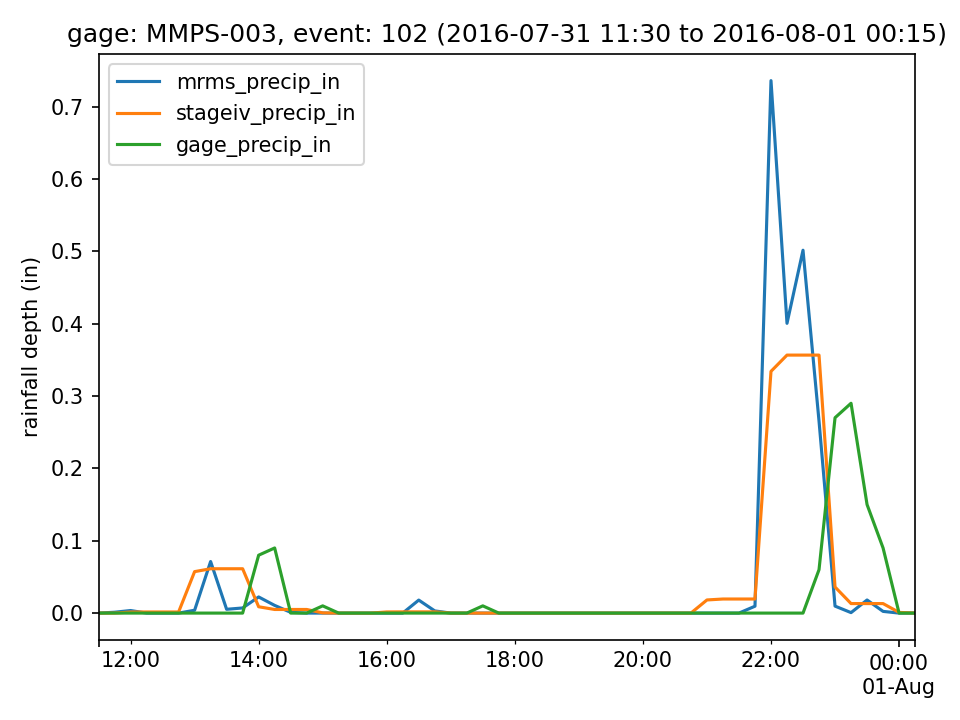 gage: MMPS-003, event: 102 (2016-07-31 11:30 to 2016-08-01 00:15)
mrms_precip_in
stageiv_precip_in
gage_precip_in
rainfall depth (in)
0.7
0.6
0.5
0.4
0.3
0.2
0.1
0.0
12:00 14:00 16:00 18:00 20:00 22:00 00:00
01-Aug